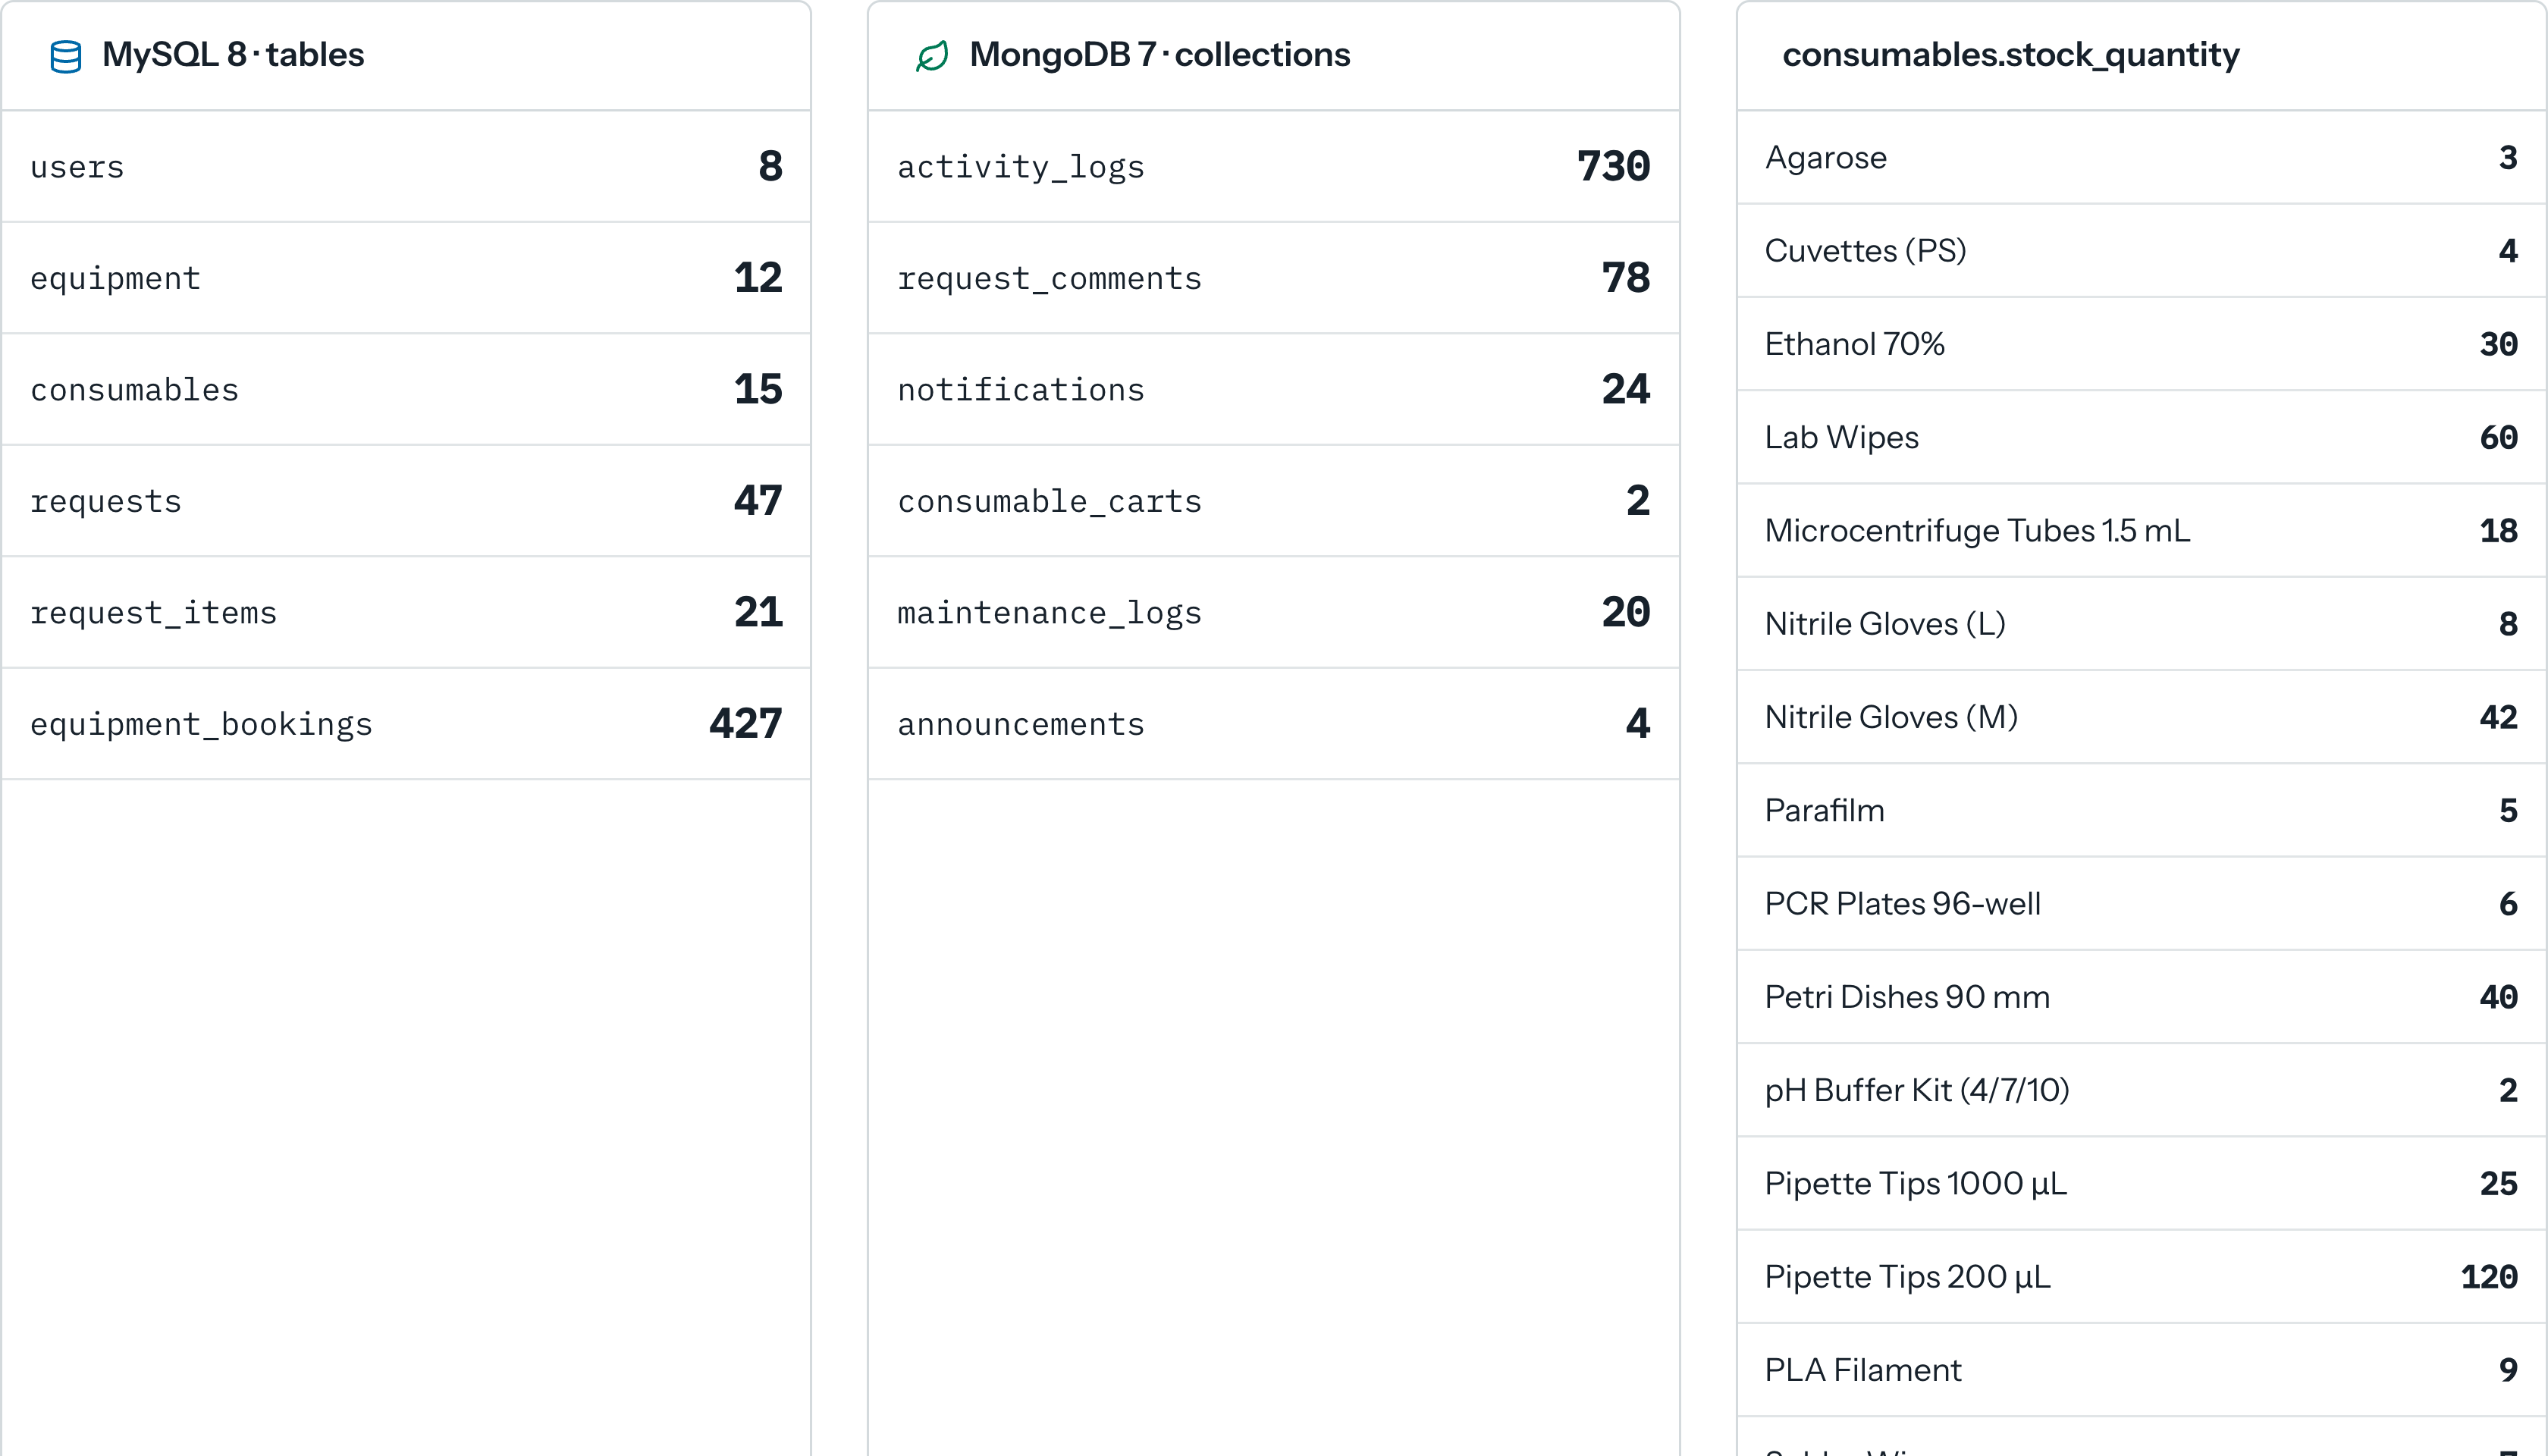 MySQL 8 · tables
users 8
equipment 12
consumables 15
requests 47
request_items 21
equipment_bookings 427
MongoDB 7 · collections
activity_logs 730
request_comments 78
notifications 24
consumable_carts 2
maintenance_logs 20
announcements 4
consumables.stock_quantity
Agarose 3
Cuvettes (PS) 4
Ethanol 70% 30
Lab Wipes 60
Microcentrifuge Tubes 1.5 mL 18
Nitrile Gloves (L) 8
Nitrile Gloves (M) 42
Parafilm 5
PCR Plates 96-well 6
Petri Dishes 90 mm 40
pH Buffer Kit (4/7/10) 2
Pipette Tips 1000 µL 25
Pipette Tips 200 µL 120
PLA Filament 9